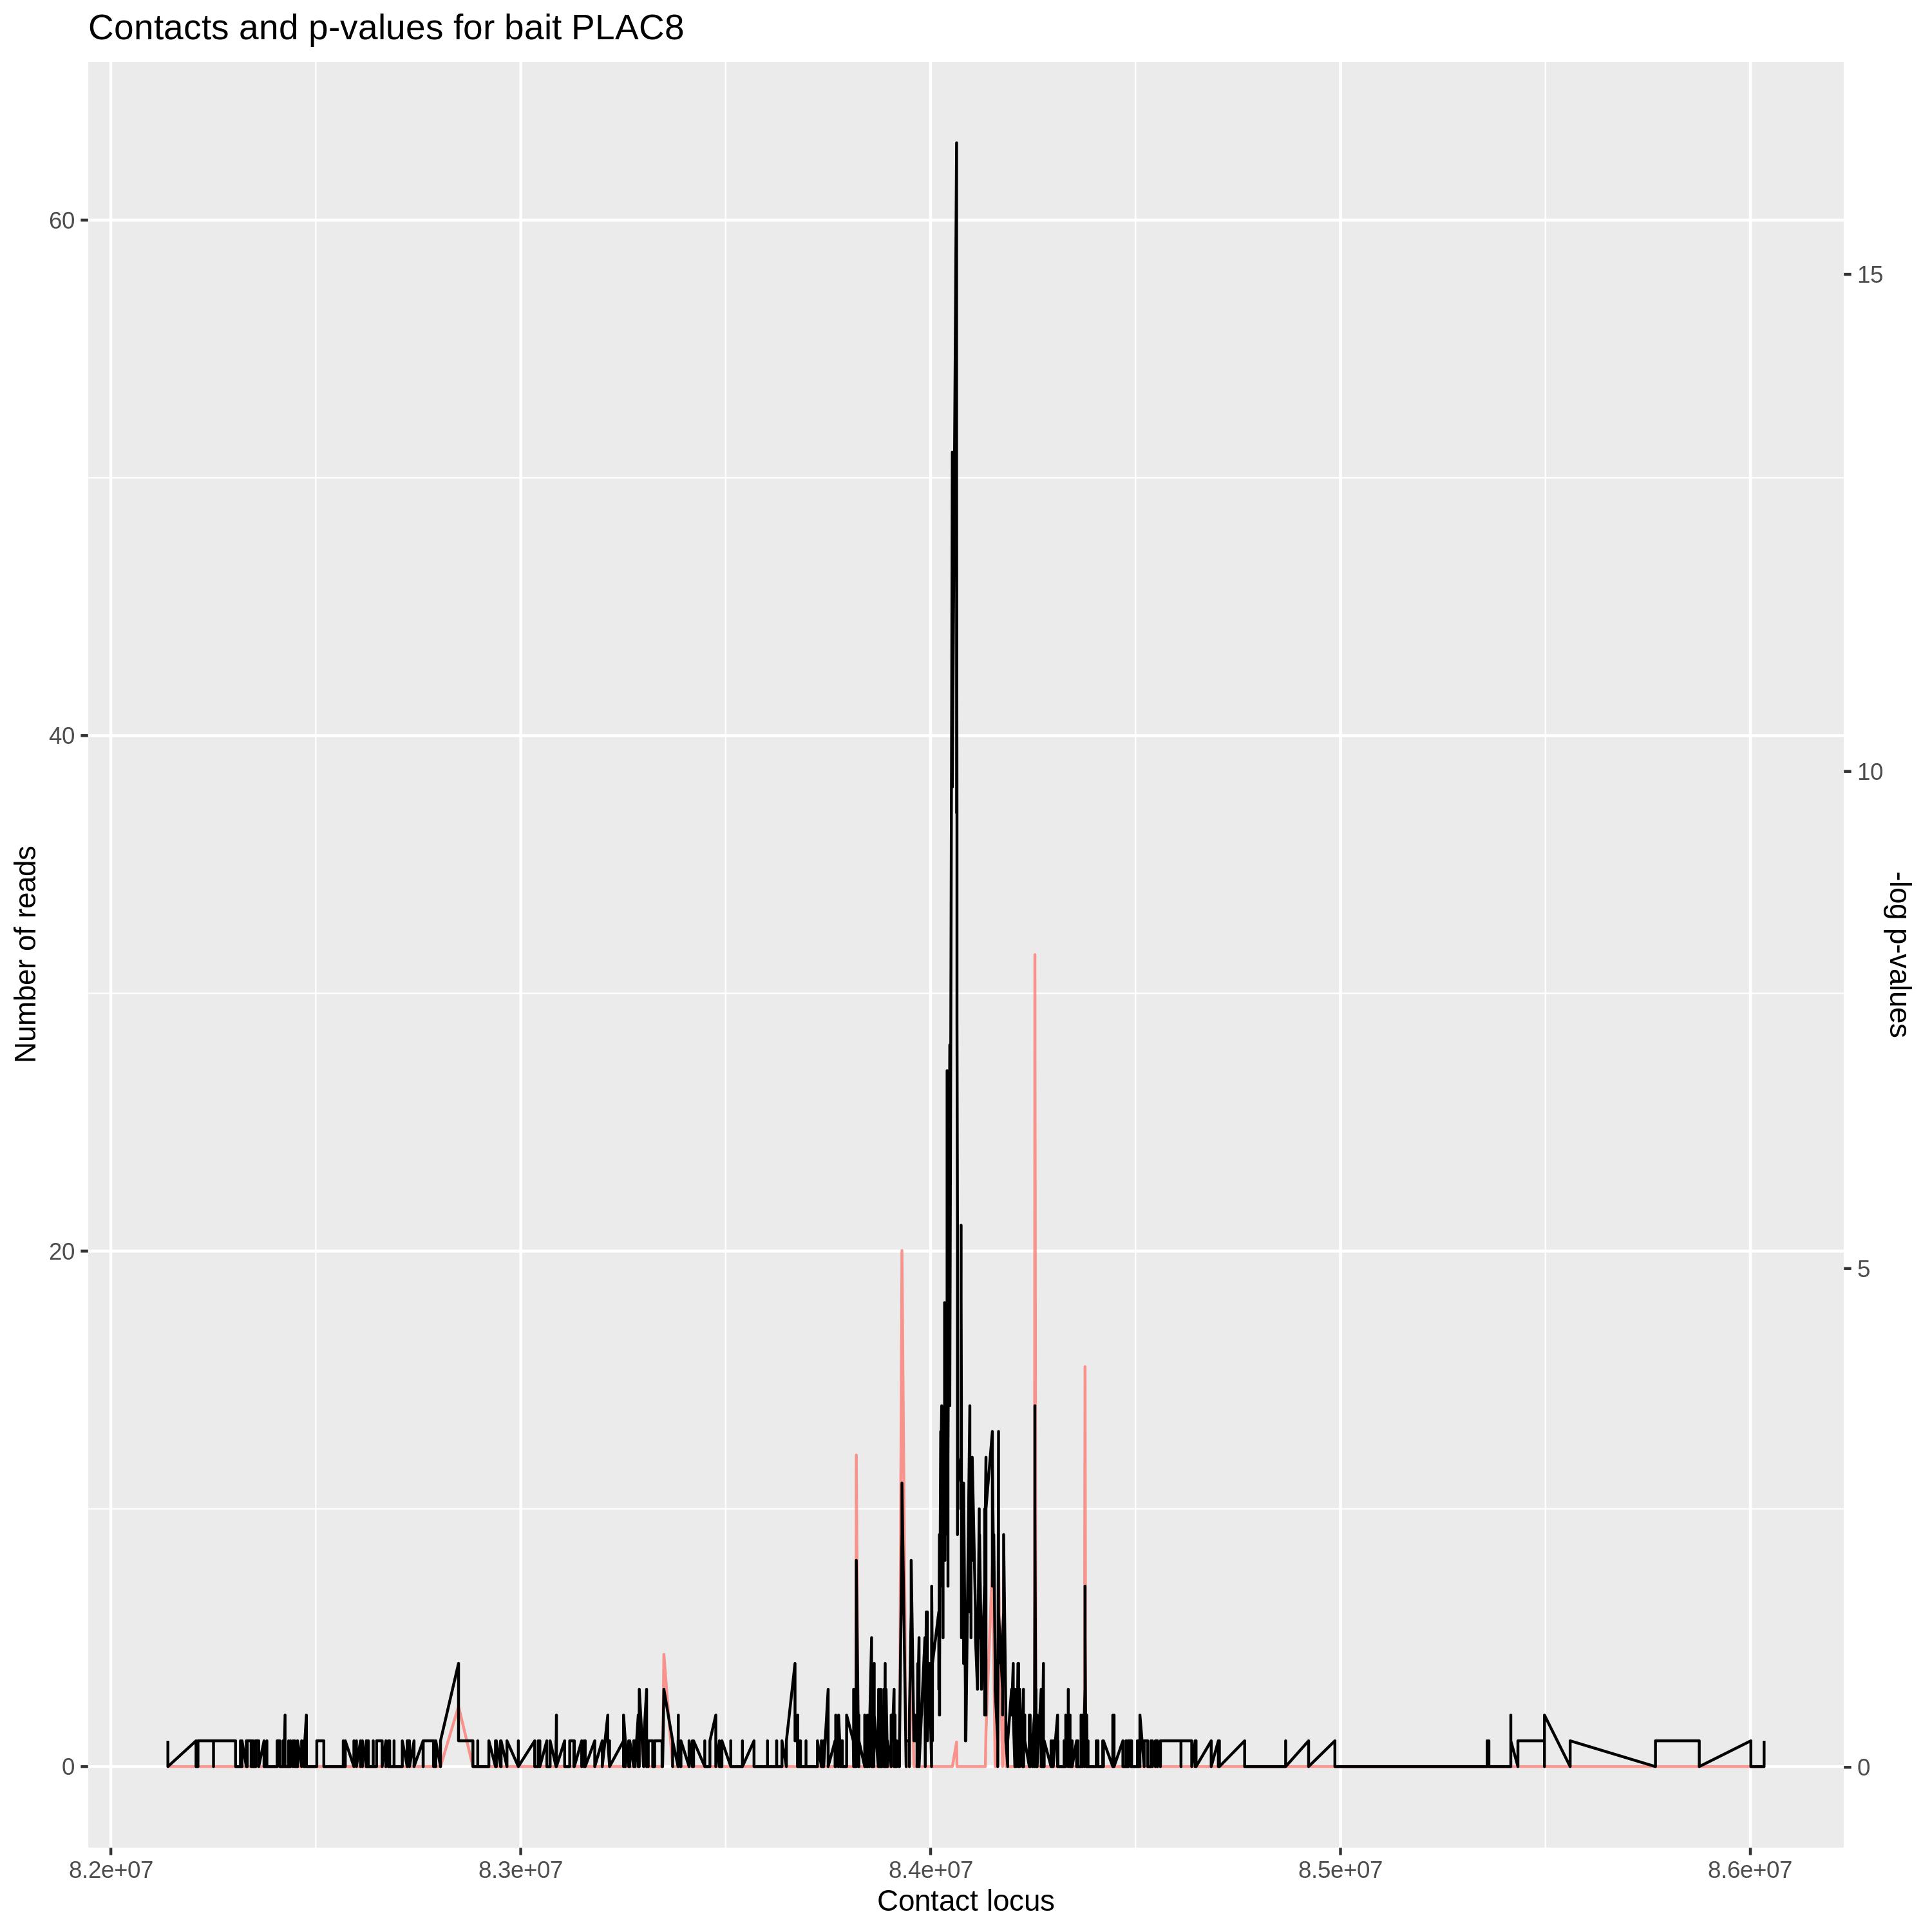 Contacts and p-values for bait PLAC8
60
40
20
0
Number of reads
15
10
5
0
-log p-values
8.2e+07
8.3e+07
8.4e+07
8.5e+07
8.6e+07
Contact locus